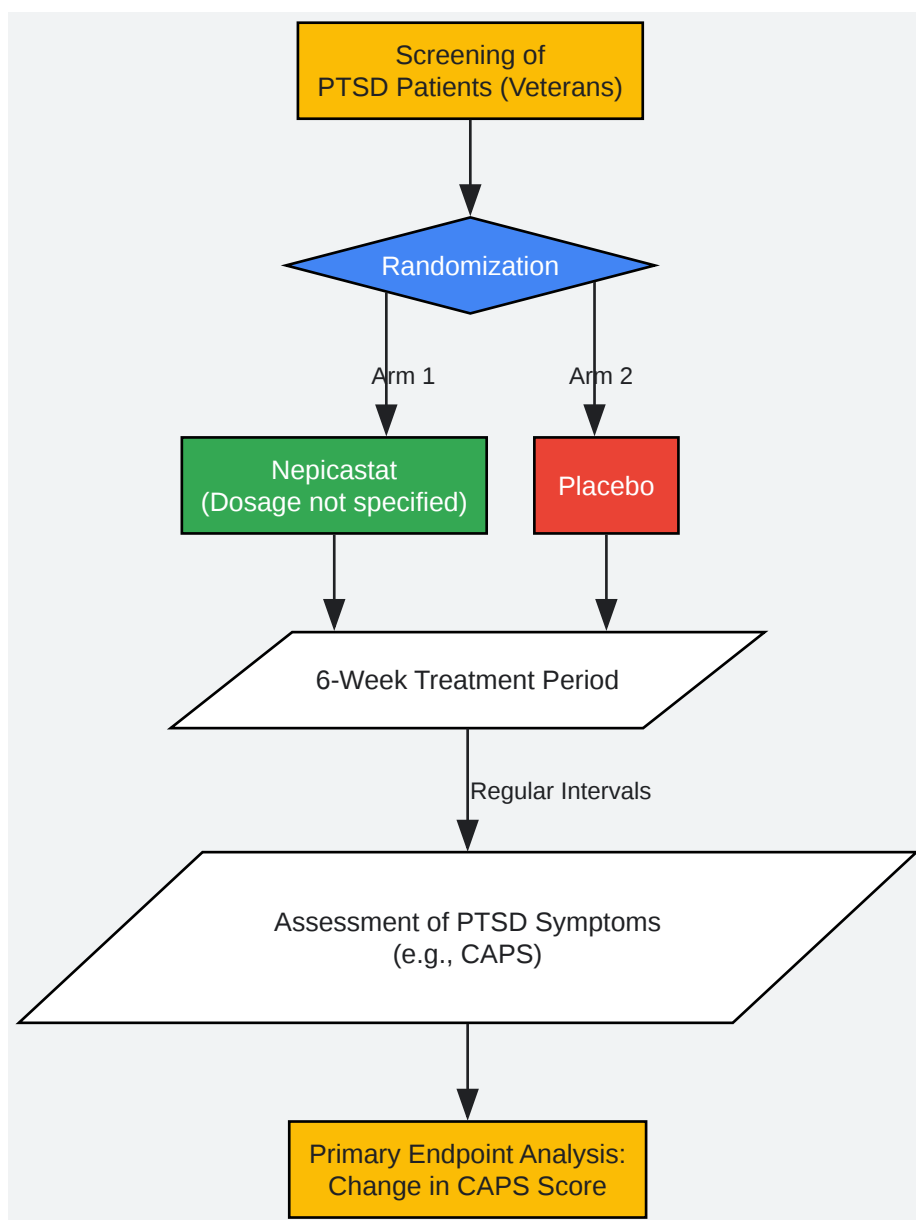 Screening of
PTSD Patients (Veterans)
Randomization
Arm 1
Arm 2
Nepicastat
(Dosage not specified)
Placebo
6-Week Treatment Period
Regular Intervals
Assessment of PTSD Symptoms
(e.g., CAPS)
Primary Endpoint Analysis:
Change in CAPS Score